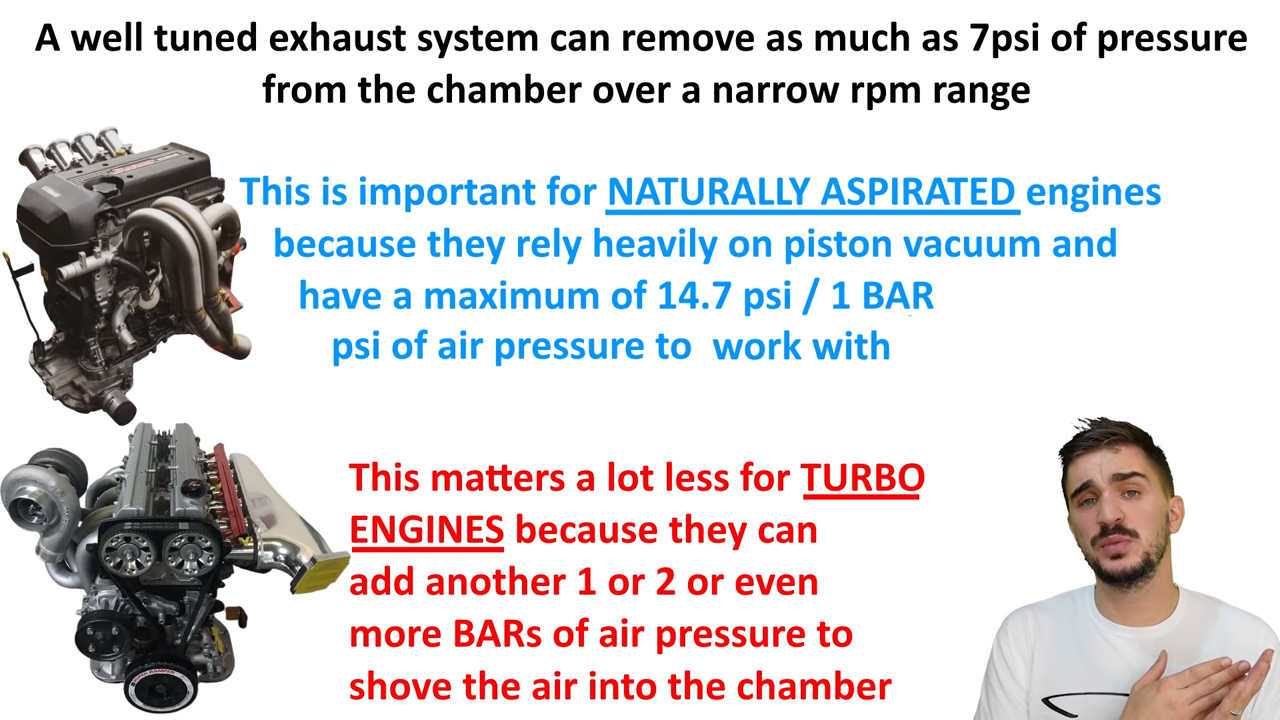 A well tuned exhaust system can remove as much as 7psi of pressure
from the chamber over a narrow rpm range
This is important for NATURALLY ASPIRATED engines
because they rely heavily on piston vacuum and
have a maximum of 14.7 psi / 1 BAR
psi of air pressure to work with
This matters a lot less for TURBO
ENGINES because they can
add another 1 or 2 or even
more BARs of air pressure to
shove the air into the chamber